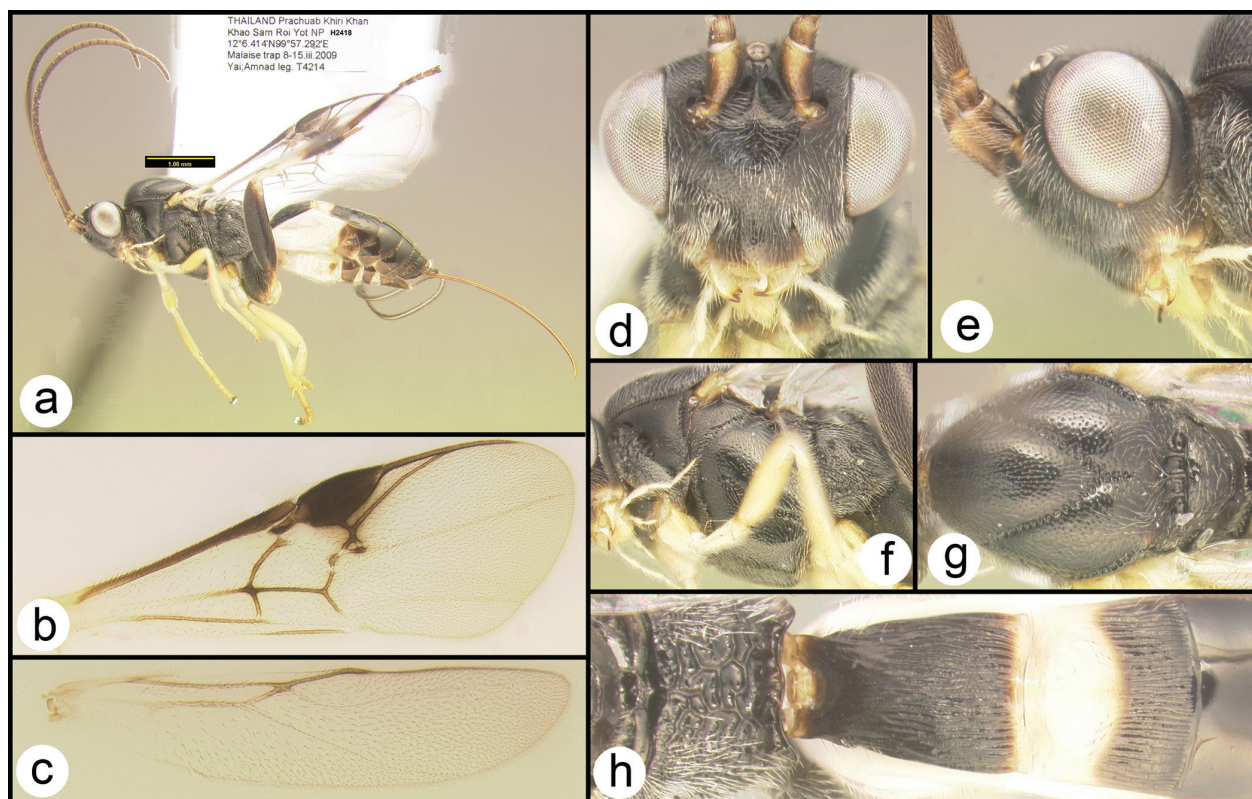 THAILAND Prachuab Khiri Khan
Khao Sam Roi Yot NP H2418
12°6.414'N99°57.292'E
Malaise trap 8-15.iii.2009
Yai;Amnad leg. T4214
1.00 mm
a
b
c
d
e
f
g
h